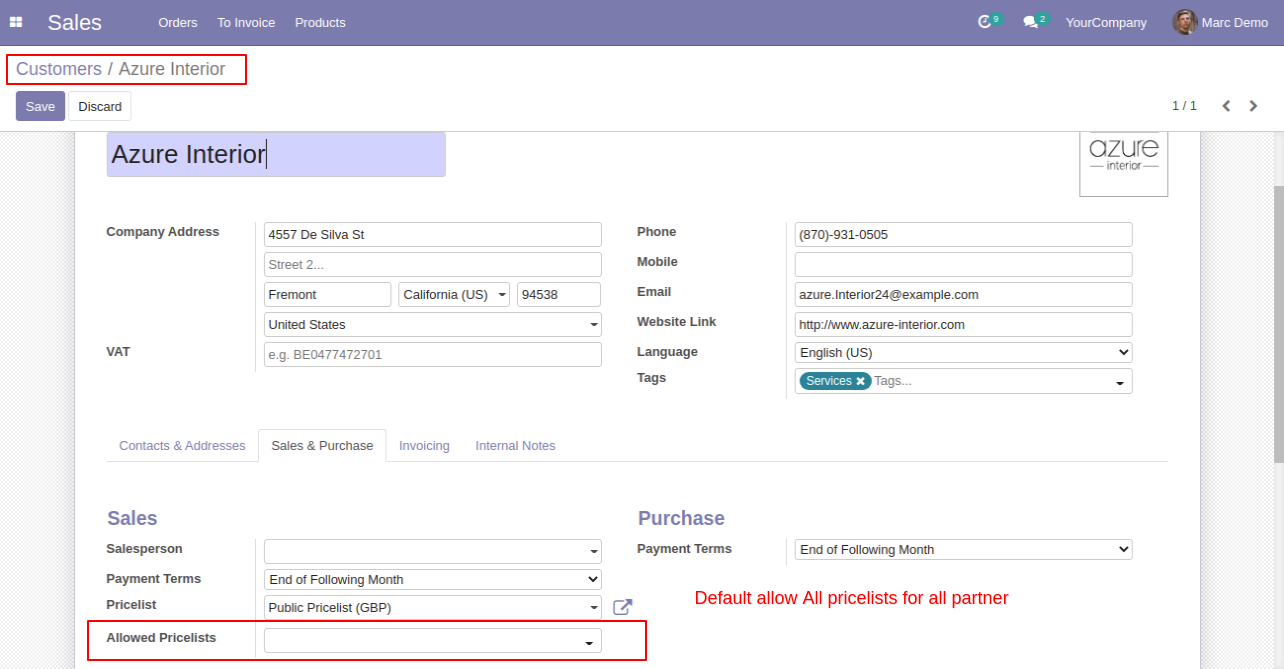 Sales Orders To Invoice Products 9 2 YourCompany Marc Demo
Customers / Azure Interior
Save Discard 1 / 1
Azure Interior
azure
interior
Company Address 4557 De Silva St Phone (870)-931-0505
Street 2... Mobile
Fremont California (US) 94538 Email azure.Interior24@example.com
United States Website Link http://www.azure-interior.com
VAT e.g. BE0477472701 Language English (US)
Tags Services Tags...
Contacts & Addresses Sales & Purchase Invoicing Internal Notes
Sales Purchase
Salesperson Payment Terms End of Following Month
Payment Terms End of Following Month
Pricelist Public Pricelist (GBP) Default allow All pricelists for all partner
Allowed Pricelists